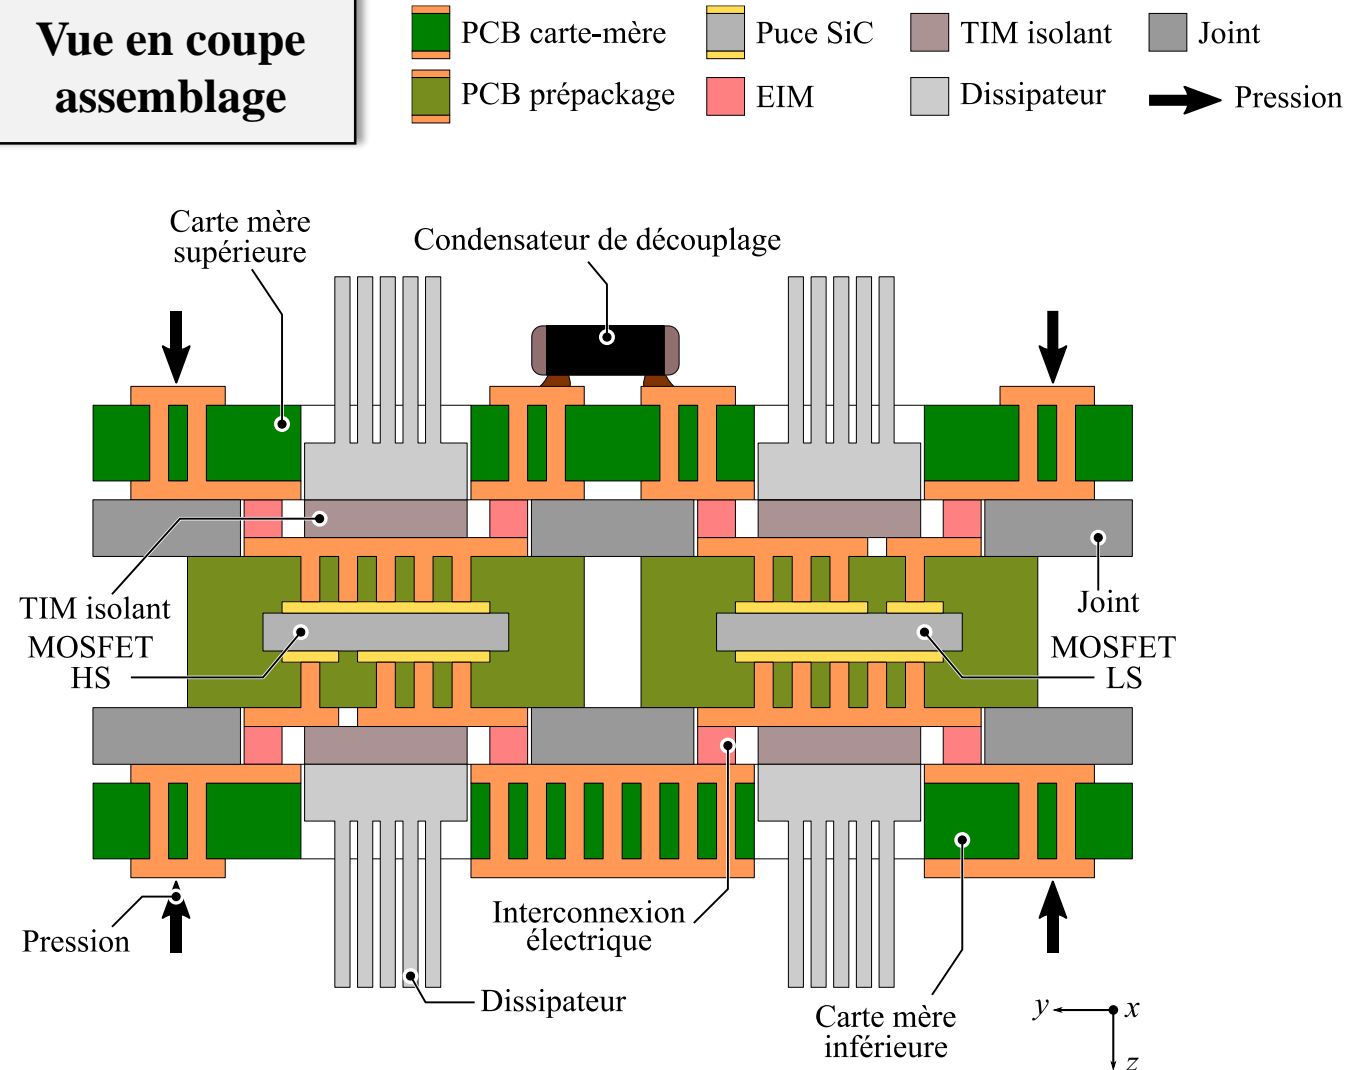 Vue en coupe
assemblage
PCB carte-mère
Puce SiC
TIM isolant
Joint
PCB prépackage
EIM
Dissipateur
Pression
Carte mère
supérieure
Condensateur de découplage
TIM isolant
Joint
MOSFET
HS
MOSFET
LS
Interconnexion
électrique
Pression
Dissipateur
Carte mère
inférieure
y
x
z